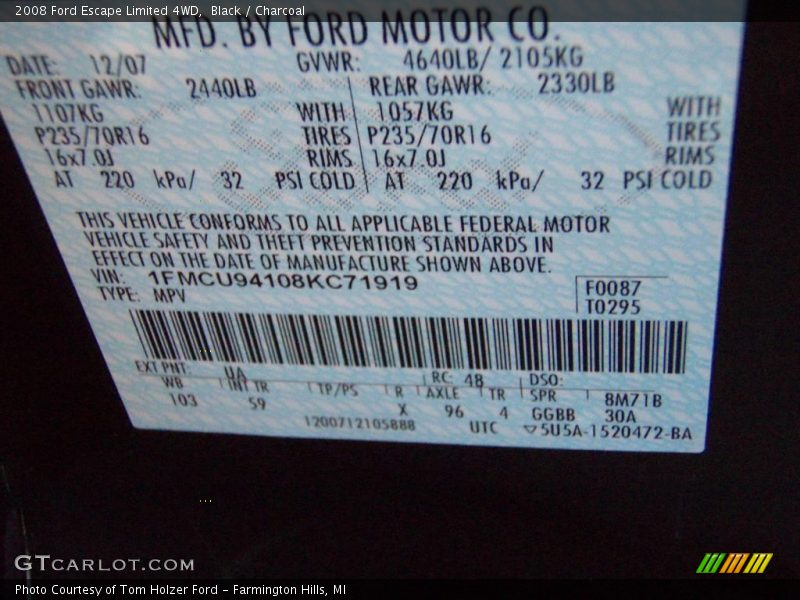 2008 Ford Escape Limited 4WD, Black / Charcoal
MFD. BY FORD MOTOR CO.
DATE: 12/07 GVWR: 4640LB/ 2105KG
FRONT GAWR: 2440LB REAR GAWR: 2330LB
1107KG WITH 1057KG WITH
P235/70R16 TIRES P235/70R16 TIRES
16x7.0J RIMS 16x7.0J RIMS
AT 220 kPa/ 32 PSI COLD AT 220 kPa/ 32 PSI COLD
THIS VEHICLE CONFORMS TO ALL APPLICABLE FEDERAL MOTOR
VEHICLE SAFETY AND THEFT PREVENTION STANDARDS IN
EFFECT ON THE DATE OF MANUFACTURE SHOWN ABOVE.
VIN: 1FMCU94108KC71919 F0087
TYPE: MPV T0295
EXT PNT: UA RC: 48 DSO:
WB INT TR TP/PS R AXLE TR SPR 8M71B
103 59 X 96 4 GGBB 30A
1200712105888 UTC ▽5U5A-1520472-BA
GTCARLOT.COM
Photo Courtesy of Tom Holzer Ford - Farmington Hills, MI